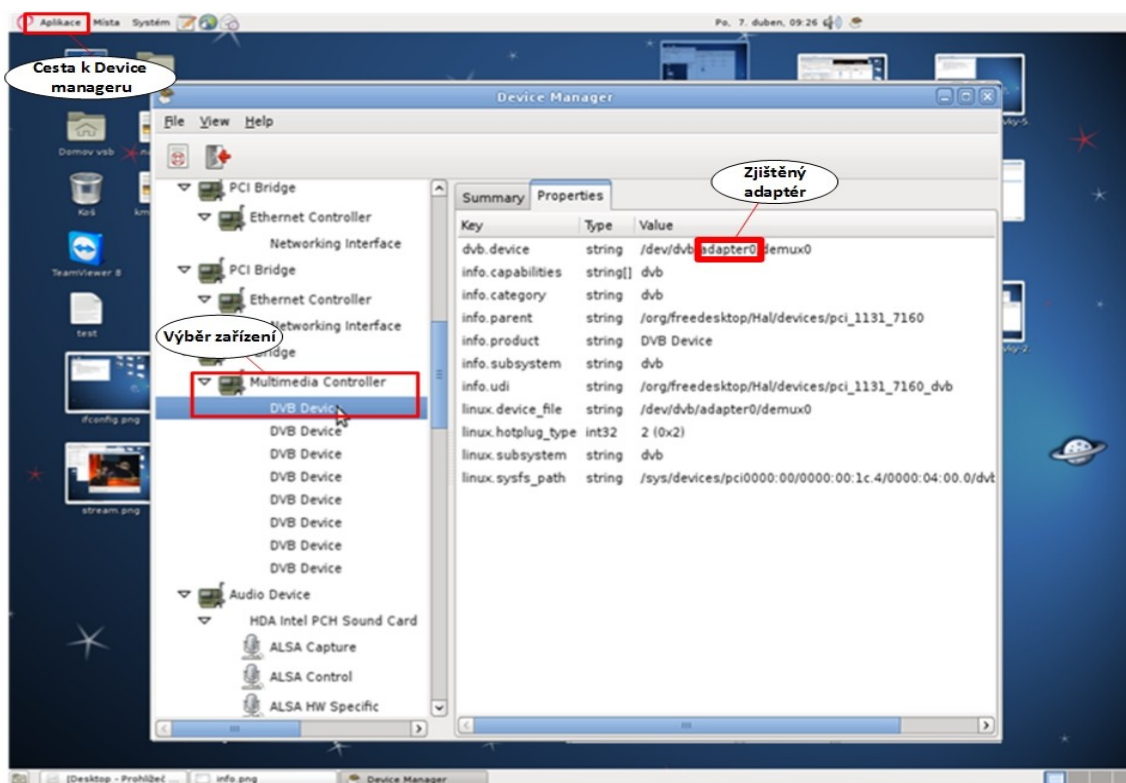 Aplikace Místa Systém
Po, 7. duben, 09:26
Cesta k Device
manageru
Device Manager
File View Help
Domov vsb
Koš
TeamViewer 8
test
ifconfig.png
stream.png
PCI Bridge
Ethernet Controller
Networking Interface
PCI Bridge
Ethernet Controller
Networking Interface
Výběr zařízení
Multimedia Controller
DVB Device
DVB Device
DVB Device
DVB Device
DVB Device
DVB Device
DVB Device
DVB Device
Audio Device
HDA Intel PCH Sound Card
ALSA Capture
ALSA Control
ALSA HW Specific
Zjištěný
adaptér
Summary Properties
Key Type Value
dvb.device string /dev/dvb/adapter0/demux0
info.capabilities string[] dvb
info.category string dvb
info.parent string /org/freedesktop/Hal/devices/pci_1131_7160
info.product string DVB Device
info.subsystem string dvb
info.udi string /org/freedesktop/Hal/devices/pci_1131_7160_dvb
linux.device_file string /dev/dvb/adapter0/demux0
linux.hotplug_type int32 2 (0x2)
linux.subsystem string dvb
linux.sysfs_path string /sys/devices/pci0000:00/0000:00:1c.4/0000:04:00.0/dvb
[Desktop - Prohlížeč ... info.png Device Manager